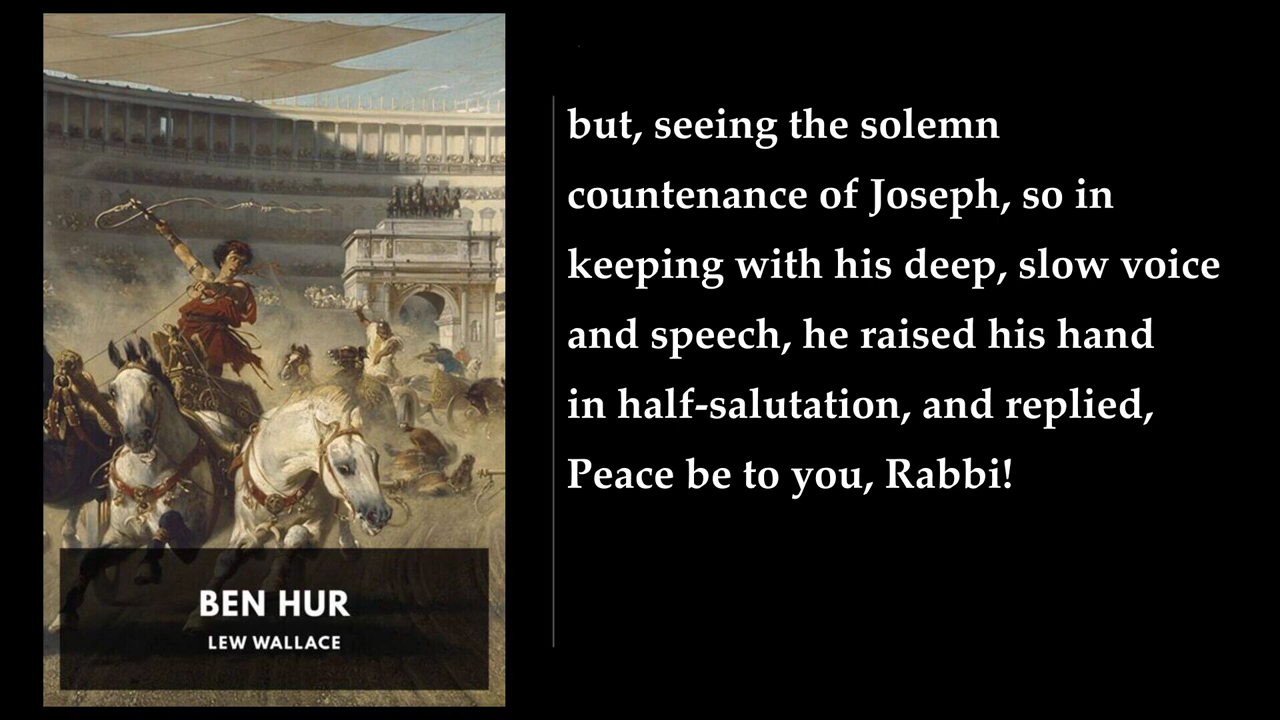 BEN HUR
LEW WALLACE
but, seeing the solemn
countenance of Joseph, so in
keeping with his deep, slow voice
and speech, he raised his hand
in half-salutation, and replied,
Peace be to you, Rabbi!